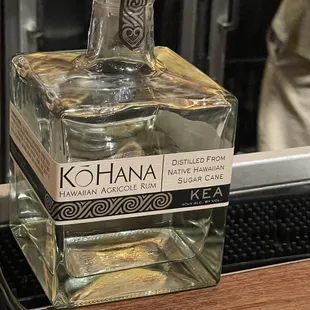 KōHana
Hawaiian Agricole Rum
Distilled From
Native Hawaiian
Sugar Cane
KEA